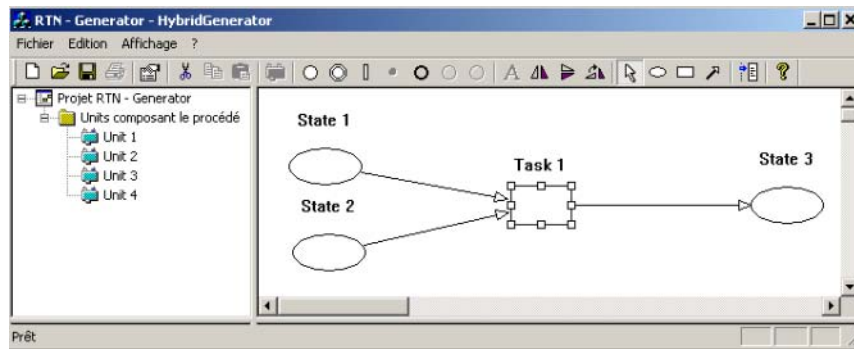 RTN - Generator - HybridGenerator
Fichier Edition Affichage ?
Projet RTN - Generator
Units composant le procédé
Unit 1
Unit 2
Unit 3
Unit 4
State 1
Task 1
State 3
State 2
Prêt